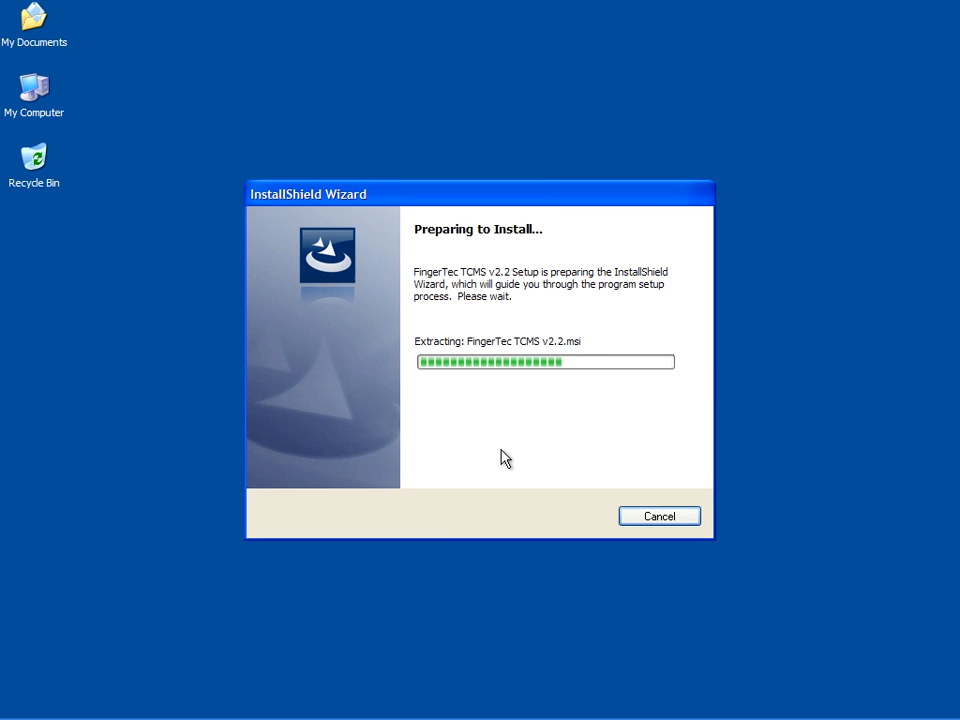 My Documents
My Computer
Recycle Bin
InstallShield Wizard
Preparing to Install...
FingerTec TCMS v2.2 Setup is preparing the InstallShield
Wizard, which will guide you through the program setup
process.  Please wait.
Extracting: FingerTec TCMS v2.2.msi
Cancel